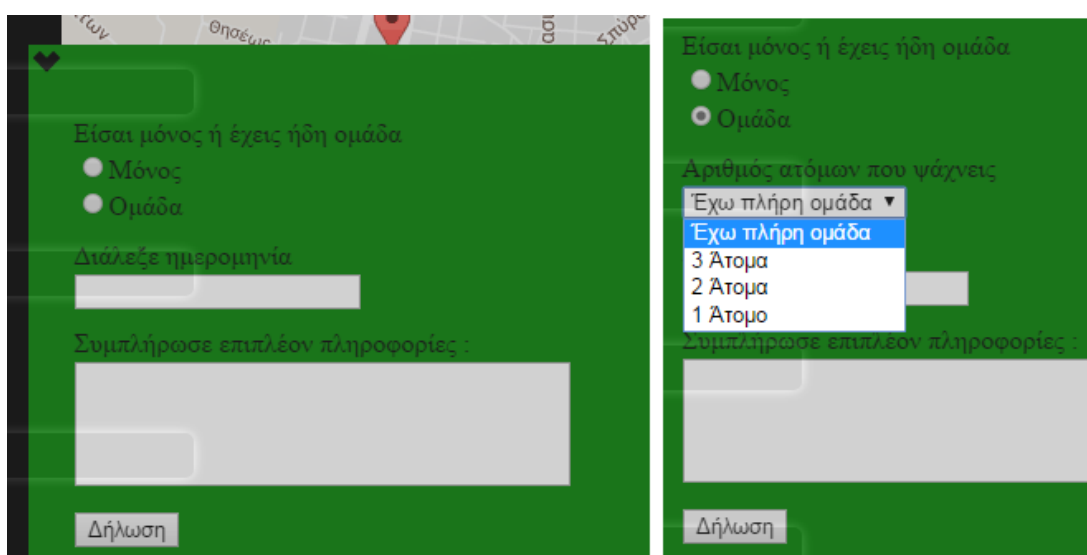 Θησέως
Είσαι μόνος ή έχεις ήδη ομάδα
Μόνος
Ομάδα
Διάλεξε ημερομηνία
Συμπλήρωσε επιπλέον πληροφορίες :
Δήλωση
Είσαι μόνος ή έχεις ήδη ομάδα
Μόνος
Ομάδα
Αριθμός ατόμων που ψάχνεις
Έχω πλήρη ομάδα
Έχω πλήρη ομάδα
3 Άτομα
2 Άτομα
1 Άτομο
Συμπλήρωσε επιπλέον πληροφορίες :
Δήλωση